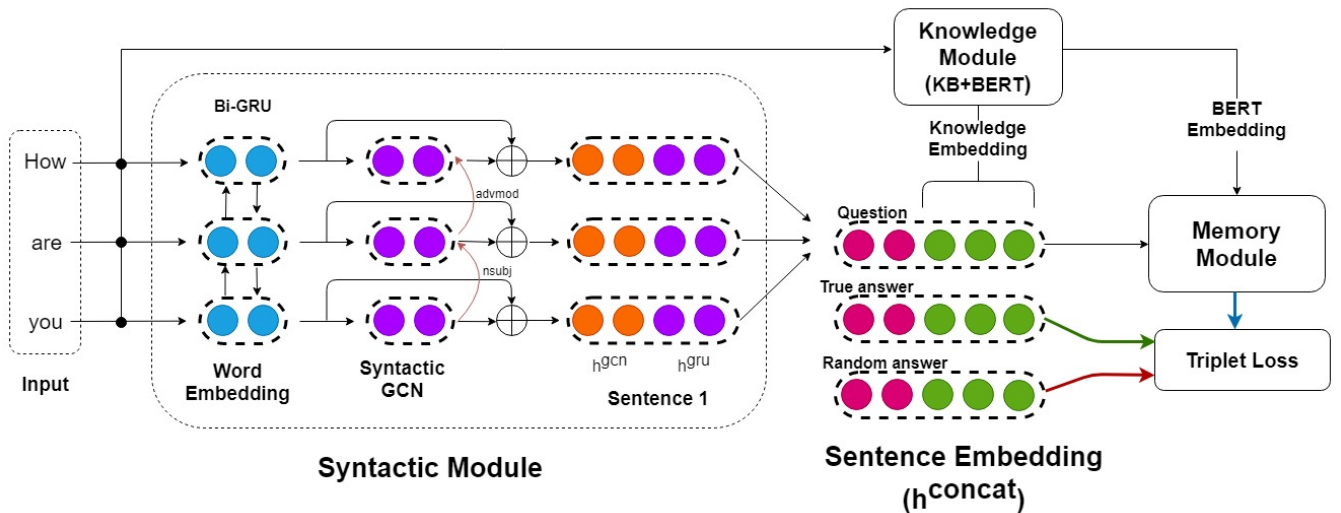 Knowledge
Module
(KB+BERT)
Bi-GRU
BERT
Embedding
Knowledge
Embedding
How
advmod
Question
are
Memory
Module
nsubj
True answer
you
h^gcn
h^gru
Random answer
Triplet Loss
Input
Word
Embedding
Syntactic
GCN
Sentence 1
Syntactic Module
Sentence Embedding
(h^concat)